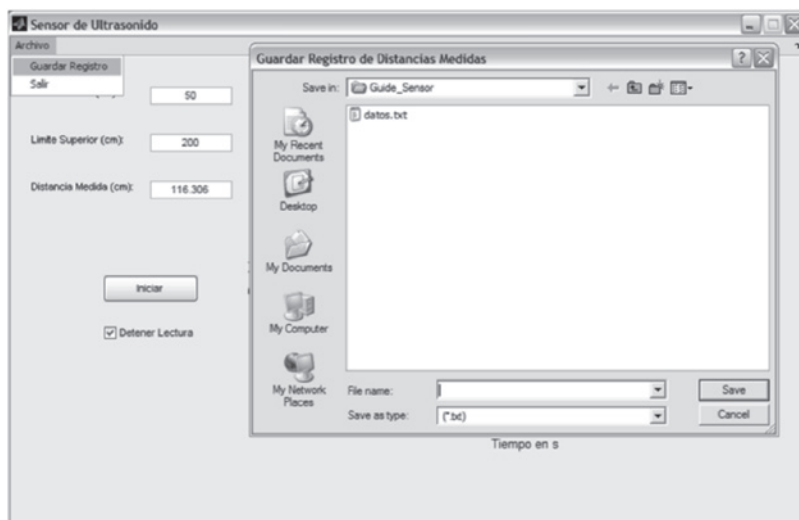 Sensor de Ultrasonido
Archivo
Guardar Registro
Salir
50
Limite Superior (cm):
200
Distancia Medida (cm):
116.306
Iniciar
Detener Lectura
Guardar Registro de Distancias Medidas
Save in:
Guide_Sensor
datos.txt
My Recent
Documents
Desktop
My Documents
My Computer
My Network
Places
File name:
Save
Save as type:
(*.txt)
Cancel
Tiempo en s